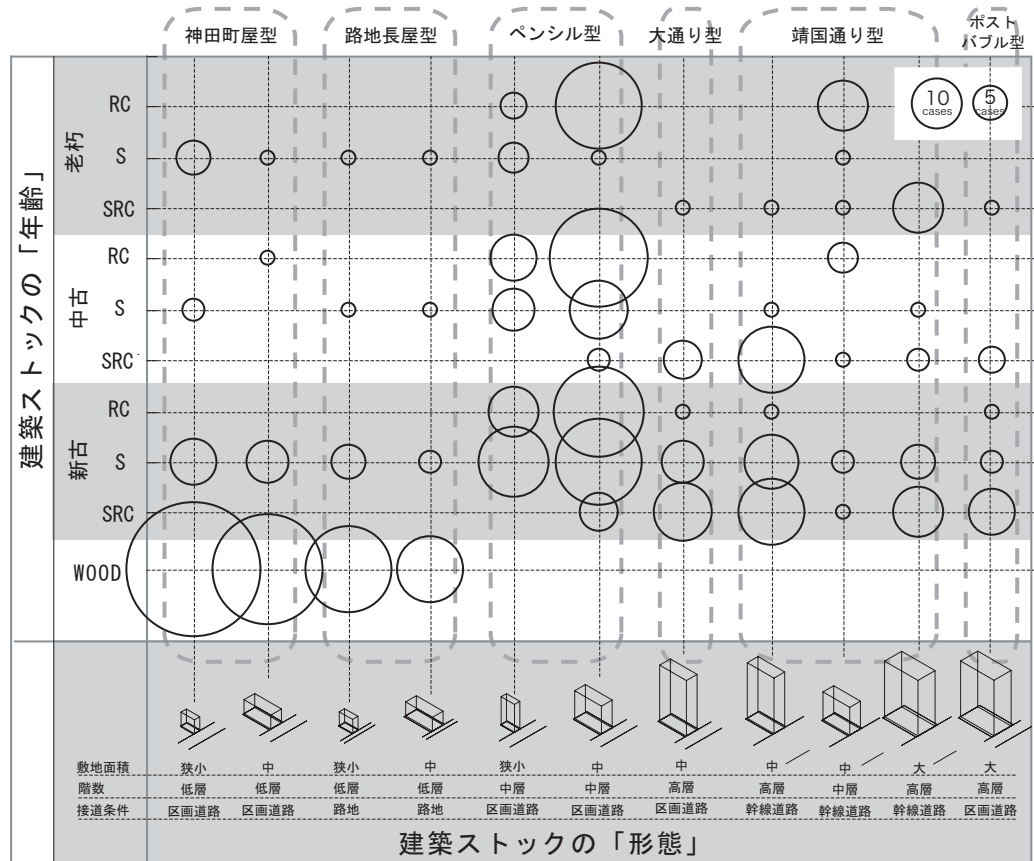 神田町屋型 路地長屋型 ペンシル型 大通り型 靖国通り型 ポスト
バブル型
10
cases
5
cases
建築ストックの「年齢」
老朽
RC
S
SRC
中古
RC
S
SRC
新古
RC
S
SRC
WOOD
敷地面積 狭小 中 狭小 中 狭小 中 中 中 中 大 大
階数 低層 低層 低層 低層 中層 中層 高層 高層 中層 高層 高層
接道条件 区画道路 区画道路 路地 路地 区画道路 区画道路 区画道路 幹線道路 幹線道路 幹線道路 区画道路
建築ストックの「形態」